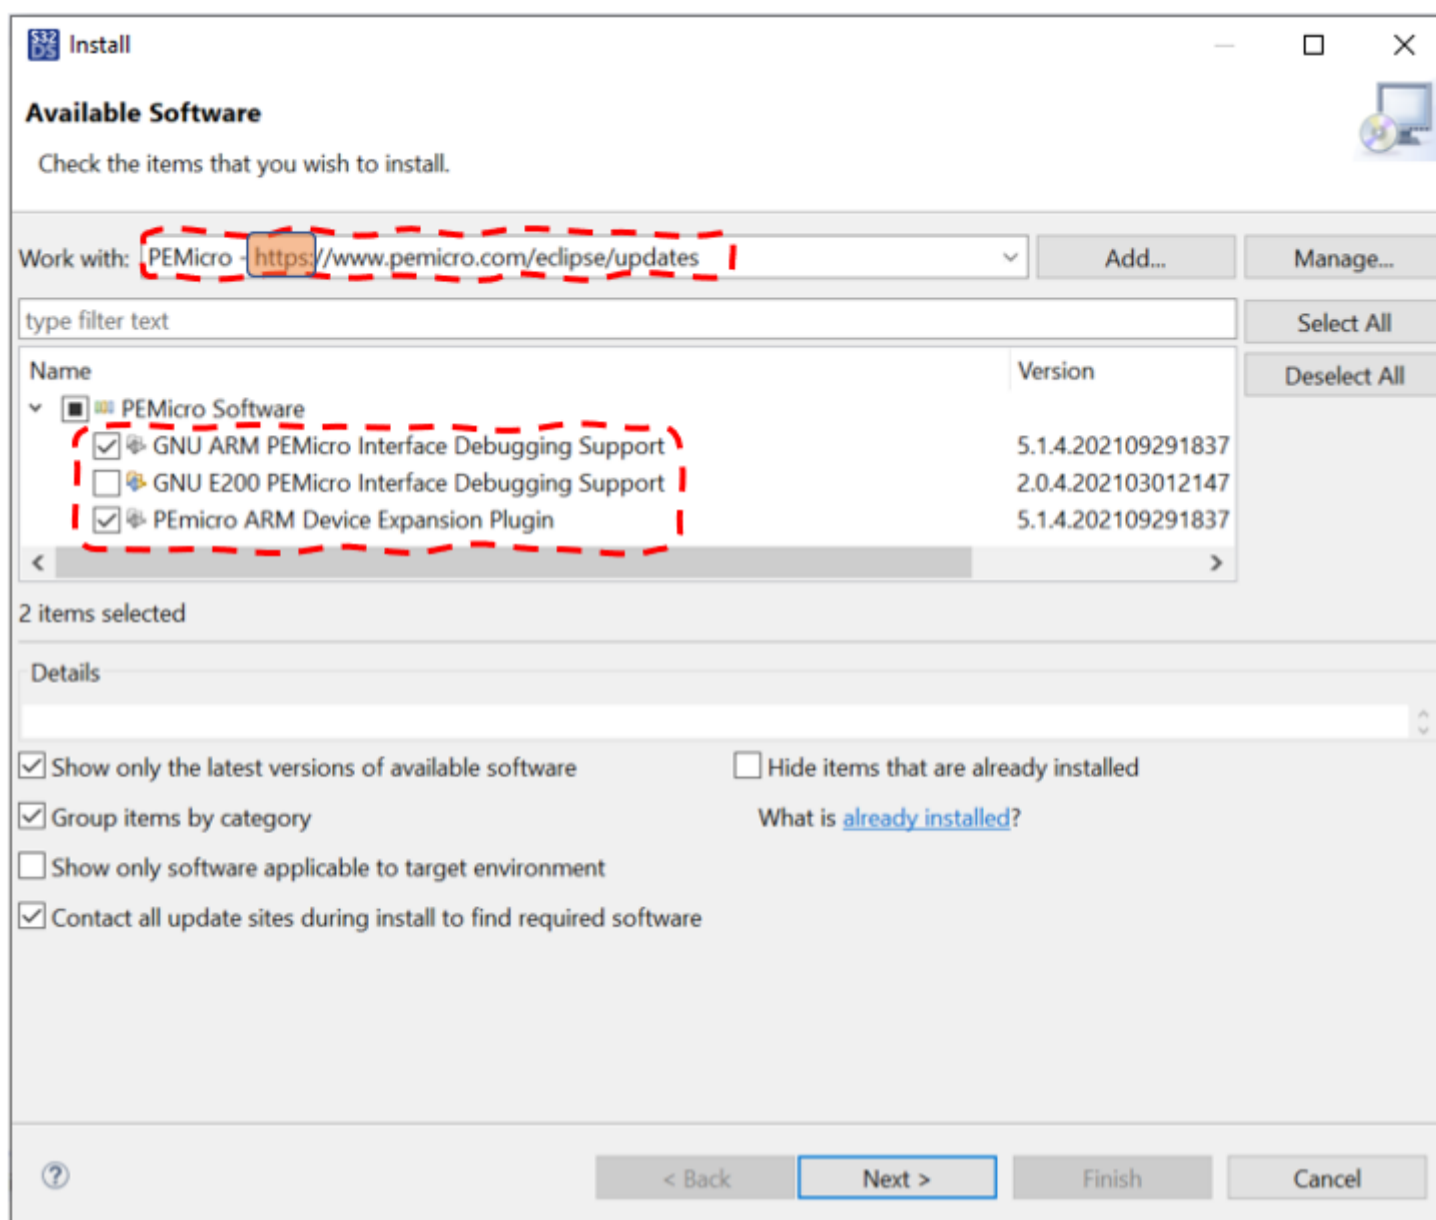 S32
DS Install
Available Software
Check the items that you wish to install.
Work with: PEMicro - https://www.pemicro.com/eclipse/updates Add... Manage...
type filter text Select All
Name Version Deselect All
PEMicro Software
GNU ARM PEMicro Interface Debugging Support 5.1.4.202109291837
GNU E200 PEMicro Interface Debugging Support 2.0.4.202103012147
PEmicro ARM Device Expansion Plugin 5.1.4.202109291837
2 items selected
Details
Show only the latest versions of available software Hide items that are already installed
Group items by category What is already installed?
Show only software applicable to target environment
Contact all update sites during install to find required software
? < Back Next > Finish Cancel